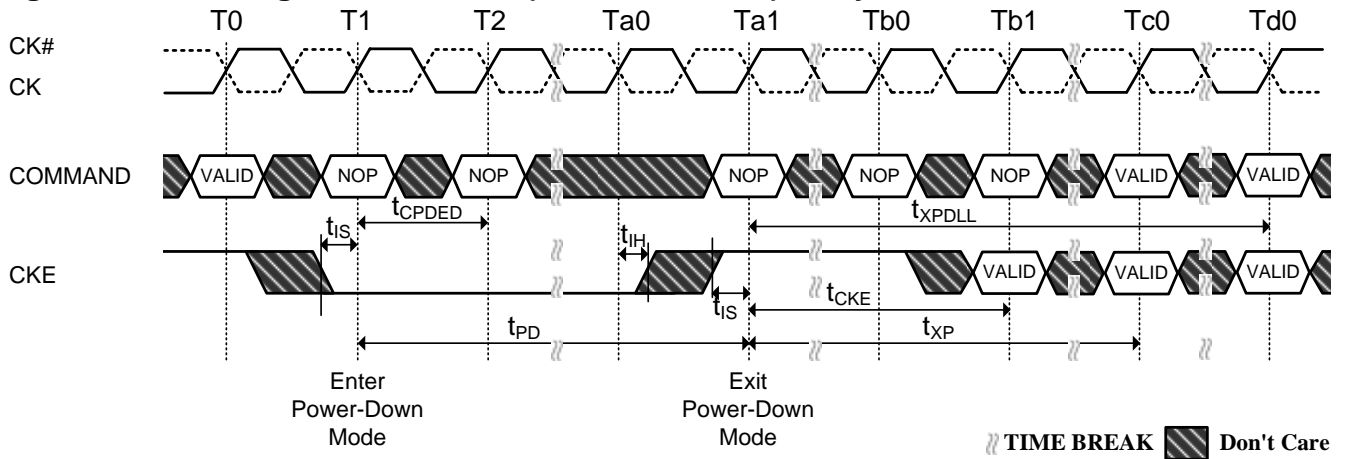 T0 T1 T2 Ta0 Ta1 Tb0 Tb1 Tc0 Td0
CK#
CK
COMMAND
VALID NOP NOP NOP NOP NOP VALID VALID
tCPDED
tXPDLL
tIS
tIH
CKE
VALID VALID VALID
tIS
tCKE
tPD
tXP
Enter
Power-Down
Mode
Exit
Power-Down
Mode
TIME BREAK
Don't Care